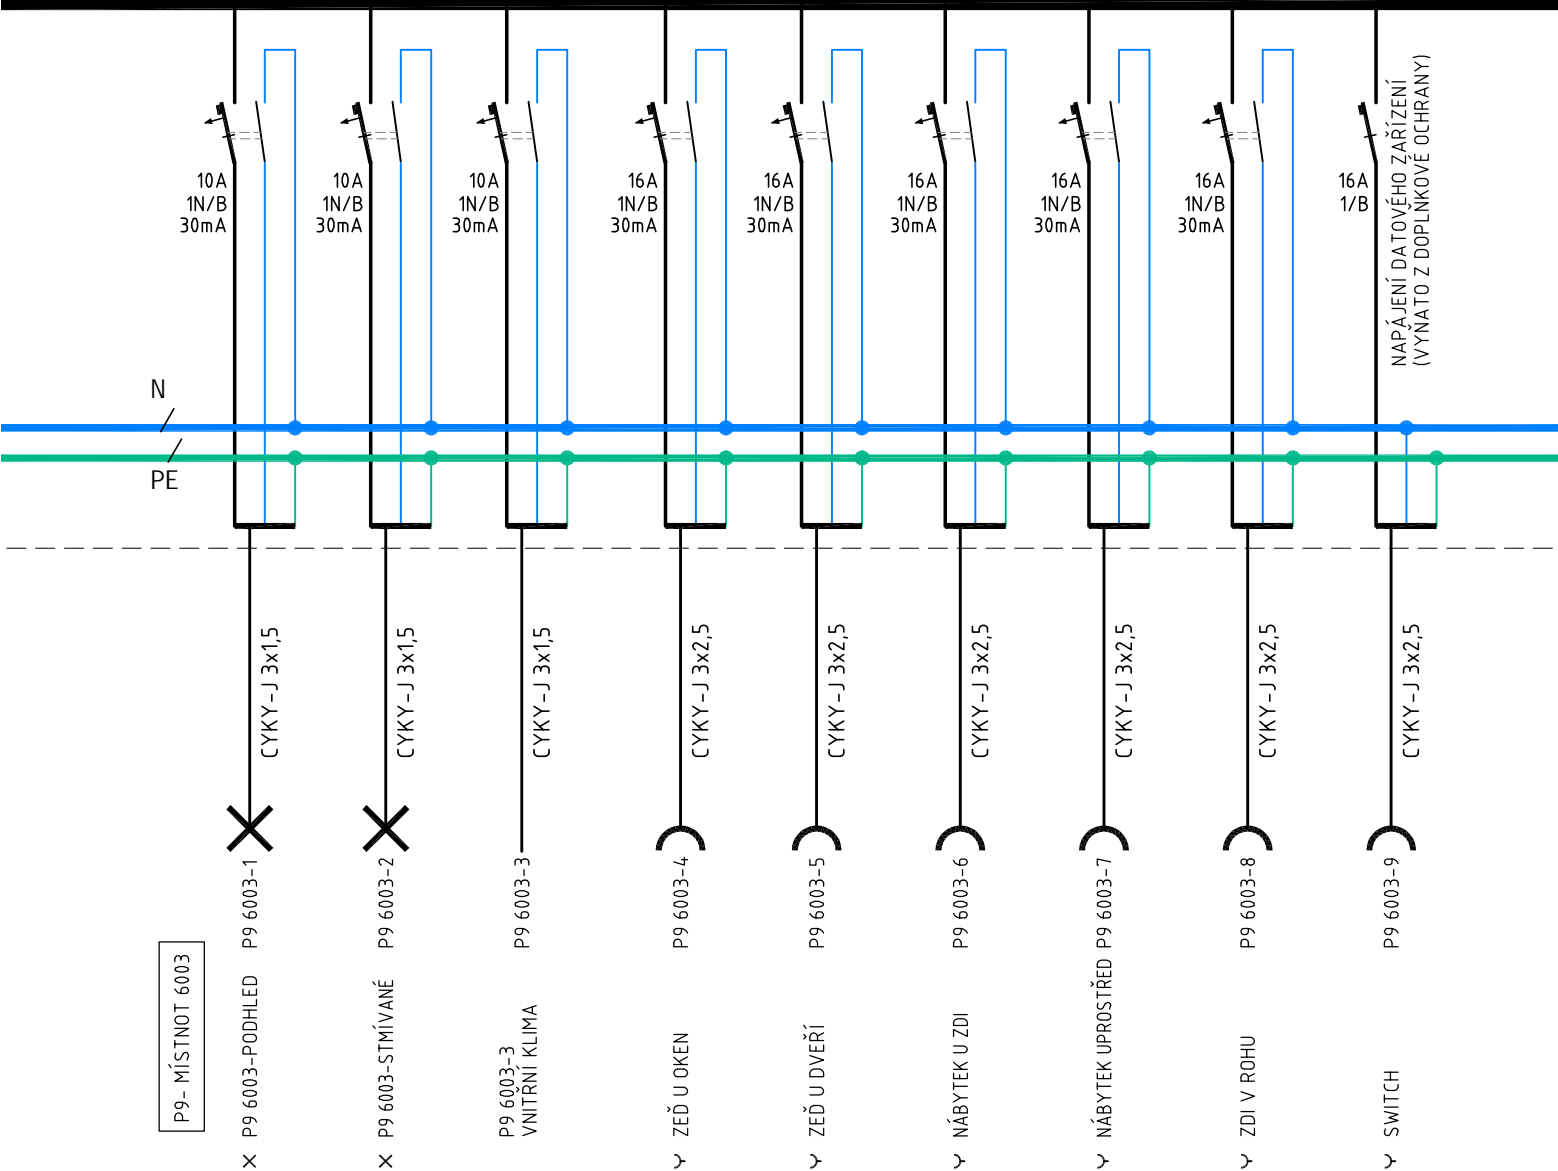 10A
1N/B
30mA
10A
1N/B
30mA
10A
1N/B
30mA
16A
1N/B
30mA
16A
1N/B
30mA
16A
1N/B
30mA
16A
1N/B
30mA
16A
1N/B
30mA
16A
1/B
NAPÁJENÍ DATOVÉHO ZAŘÍZENÍ
(VYŇATO Z DOPLŇKOVÉ OCHRANY)
N
PE
CYKY-J 3x1,5
CYKY-J 3x1,5
CYKY-J 3x1,5
CYKY-J 3x2,5
CYKY-J 3x2,5
CYKY-J 3x2,5
CYKY-J 3x2,5
CYKY-J 3x2,5
CYKY-J 3x2,5
P9 6003-1
P9 6003-2
P9 6003-3
P9 6003-4
P9 6003-5
P9 6003-6
P9 6003-7
P9 6003-8
P9 6003-9
P9- MÍSTNOT 6003
P9 6003-PODHLED
P9 6003-STMÍVANÉ
P9 6003-3
VNITŘNÍ KLIMA
ZEĎ U OKEN
ZEĎ U DVEŘÍ
NÁBYTEK U ZDI
NÁBYTEK UPROSTŘED
ZDI V ROHU
SWITCH